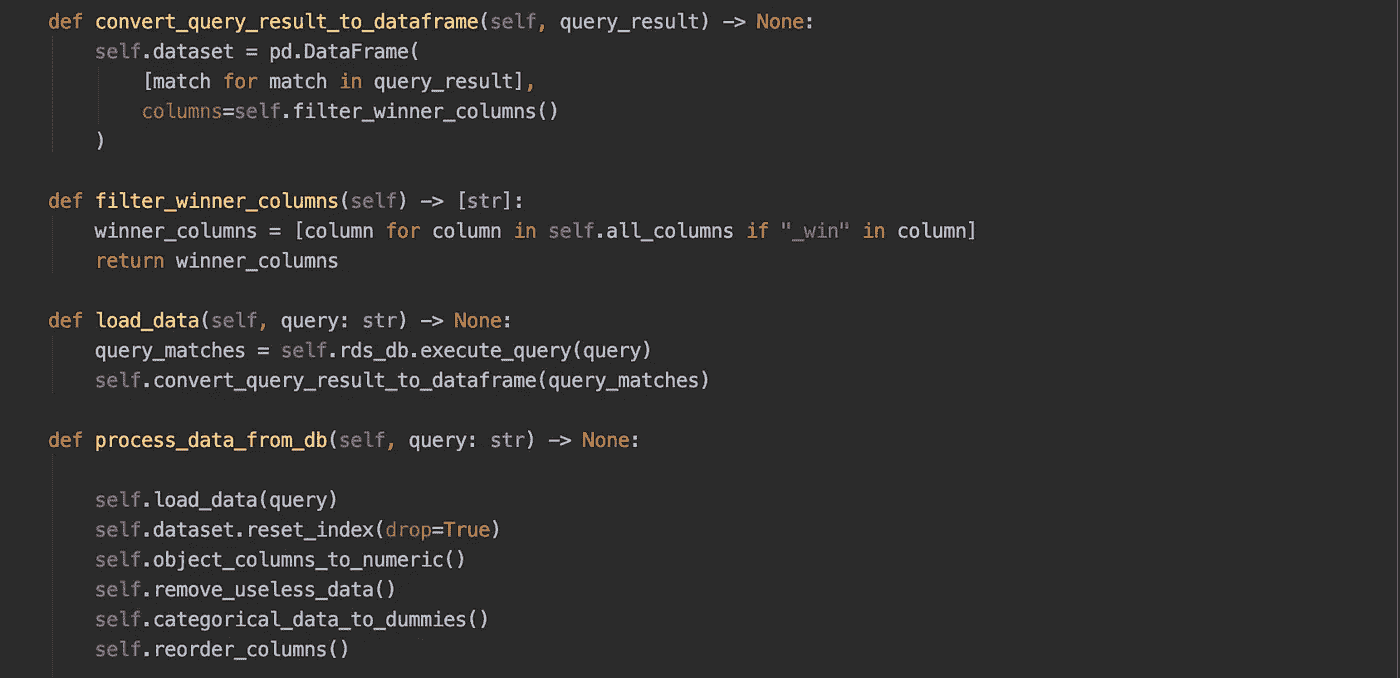 def convert_query_result_to_dataframe(self, query_result) -> None:
    self.dataset = pd.DataFrame(
        [match for match in query_result],
        columns=self.filter_winner_columns()
    )
def filter_winner_columns(self) -> [str]:
    winner_columns = [column for column in self.all_columns if "_win" in column]
    return winner_columns
def load_data(self, query: str) -> None:
    query_matches = self.rds_db.execute_query(query)
    self.convert_query_result_to_dataframe(query_matches)
def process_data_from_db(self, query: str) -> None:
    self.load_data(query)
    self.dataset.reset_index(drop=True)
    self.object_columns_to_numeric()
    self.remove_useless_data()
    self.categorical_data_to_dummies()
    self.reorder_columns()